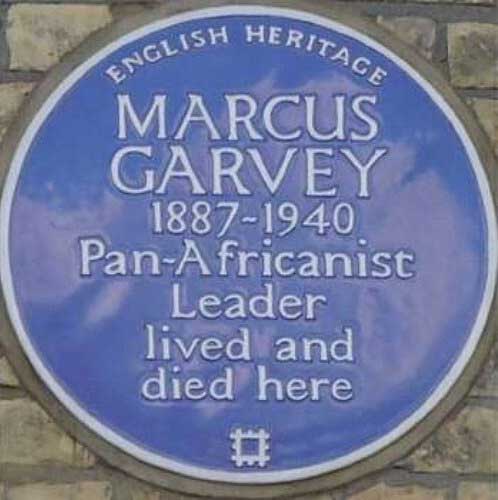 ENGLISH HERITAGE
MARCUS
GARVEY
1887-1940
Pan-Africanist
Leader
lived and
died here